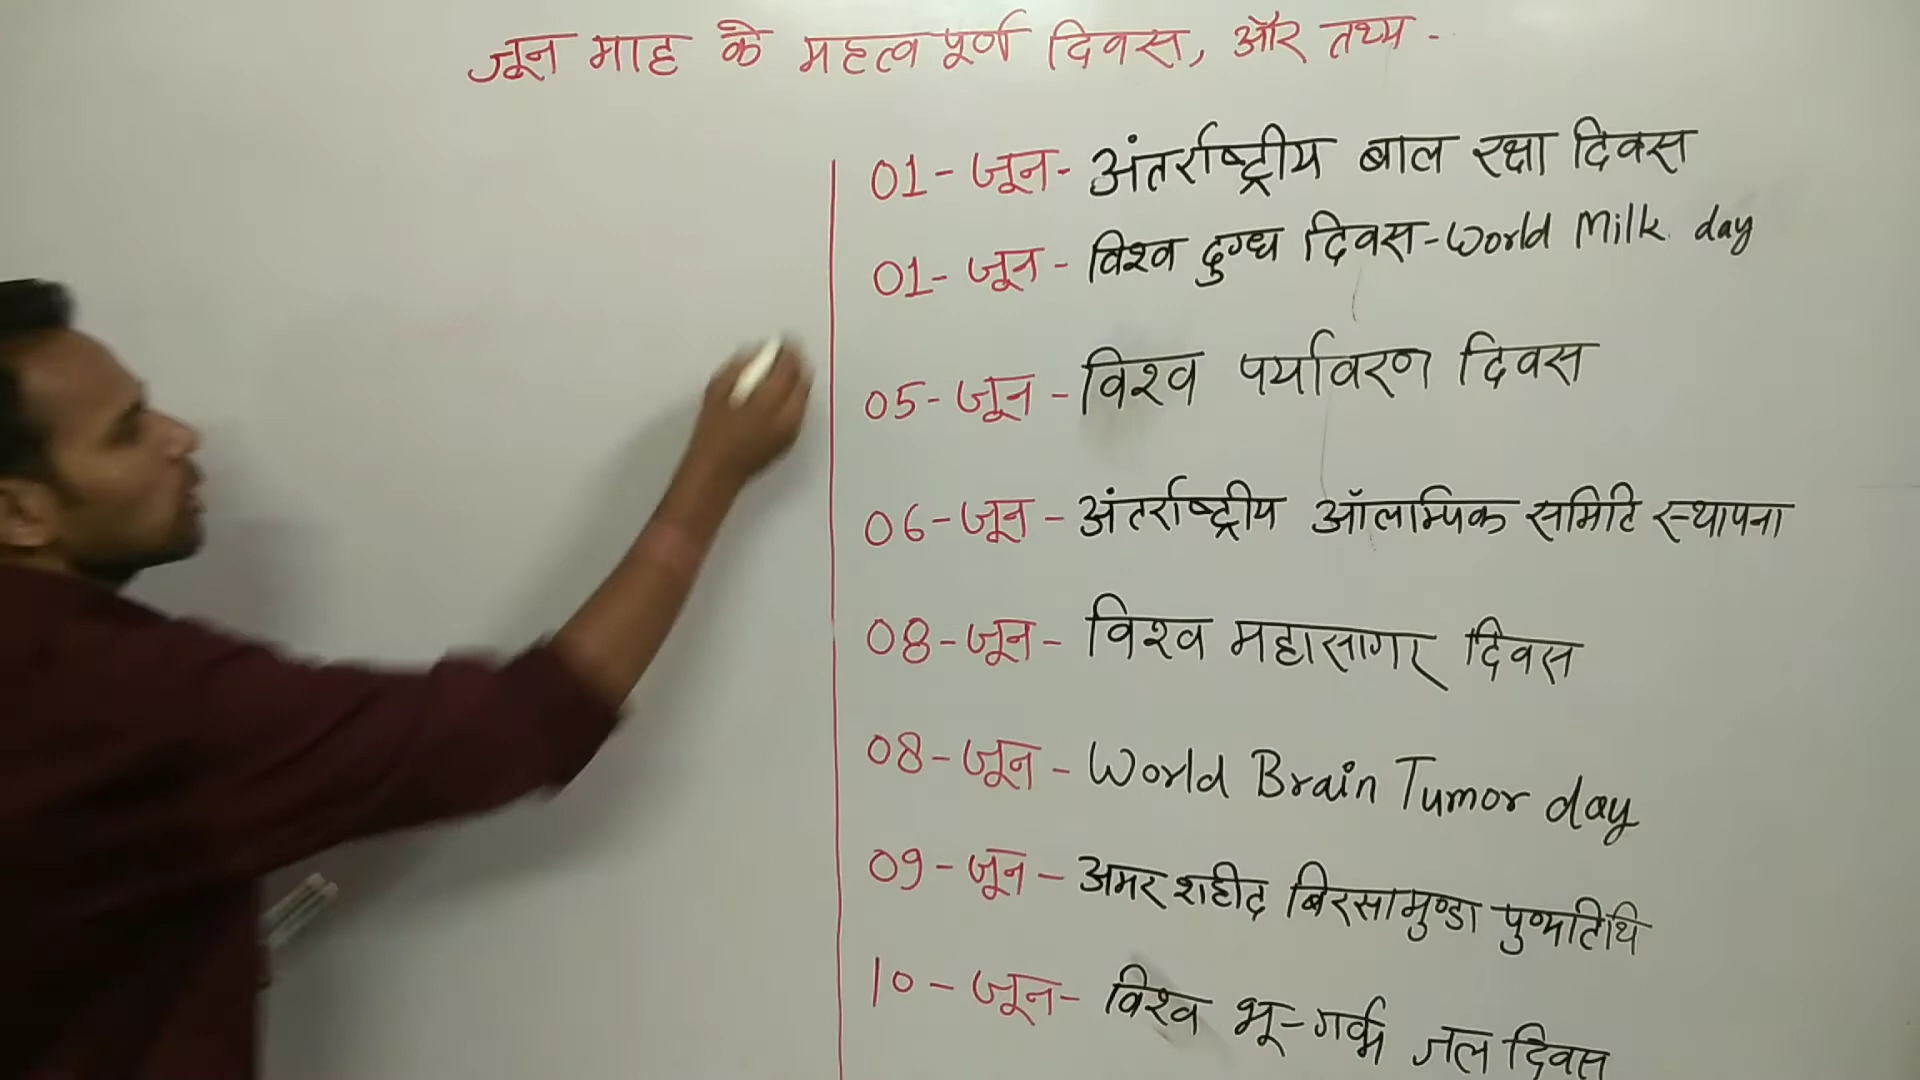 जून माह के महत्वपूर्ण दिवस, और तथ्य -
01- जून- अंतर्राष्ट्रीय बाल रक्षा दिवस
01- जून - विश्व दुग्ध दिवस-World Milk day
05- जून - विश्व पर्यावरण दिवस
06-जून - अंतर्राष्ट्रीय ऑलम्पिक समिति स्थापना
08-जून- विश्व महासागर दिवस
08-जून - World Brain Tumor day
09- जून - अमर शहीद बिरसा मुण्डा पुण्यतिथि
10 - जून- विश्व भू-गर्व्भ जल दिवस